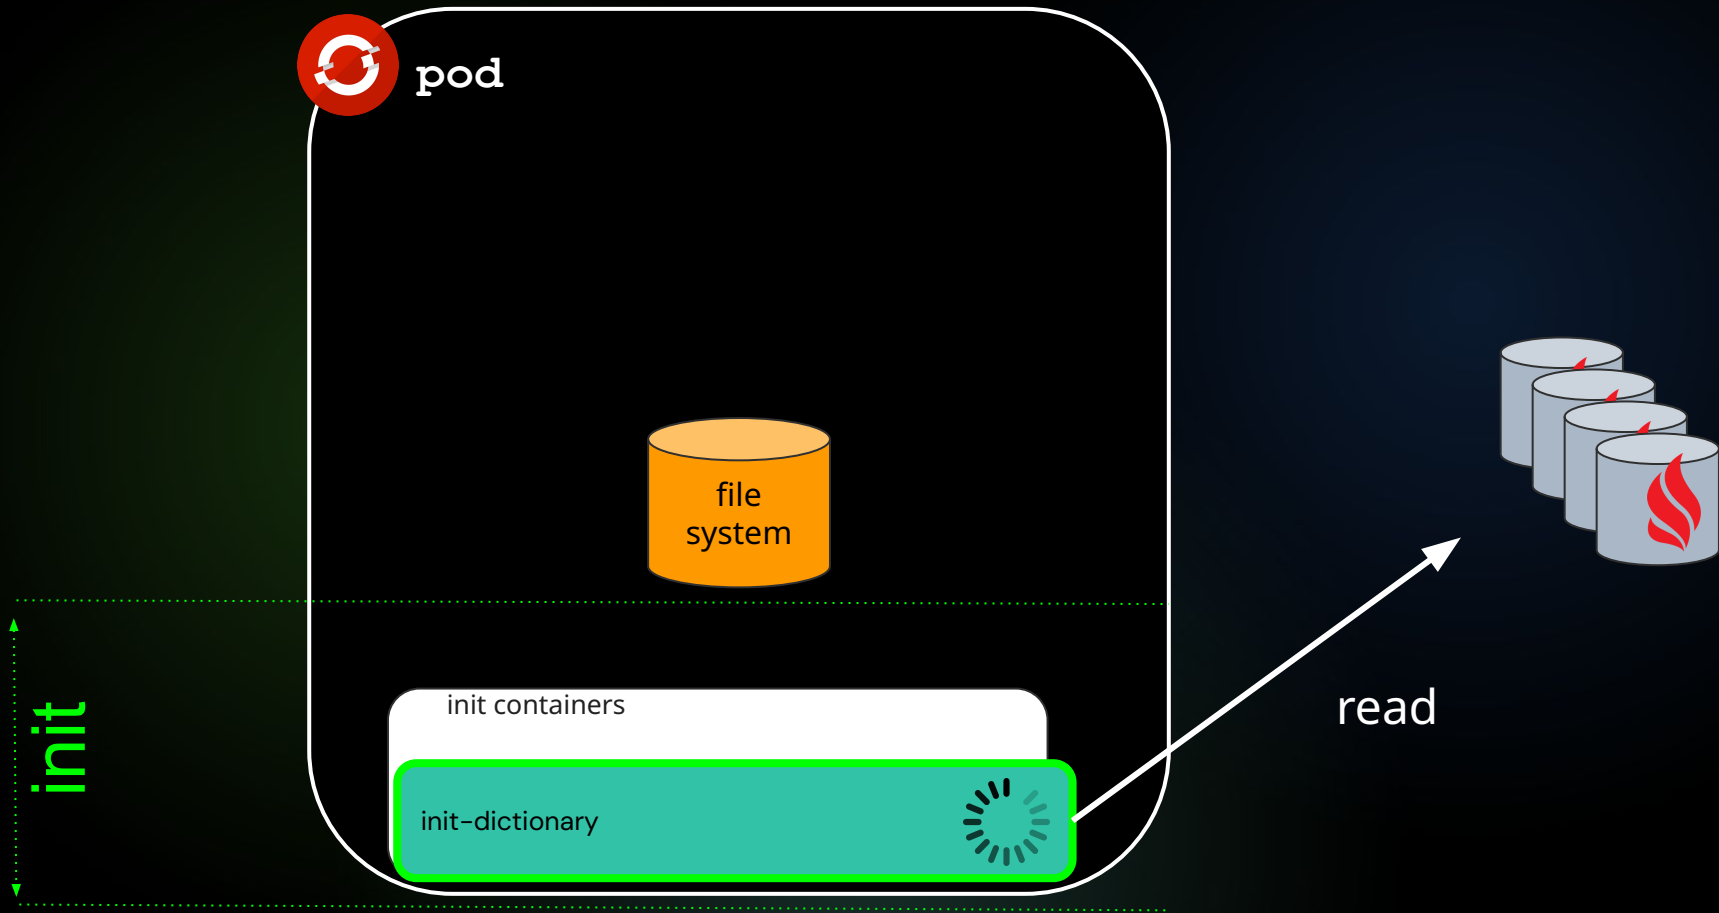 pod
file
system
init
init containers
read
init-dictionary